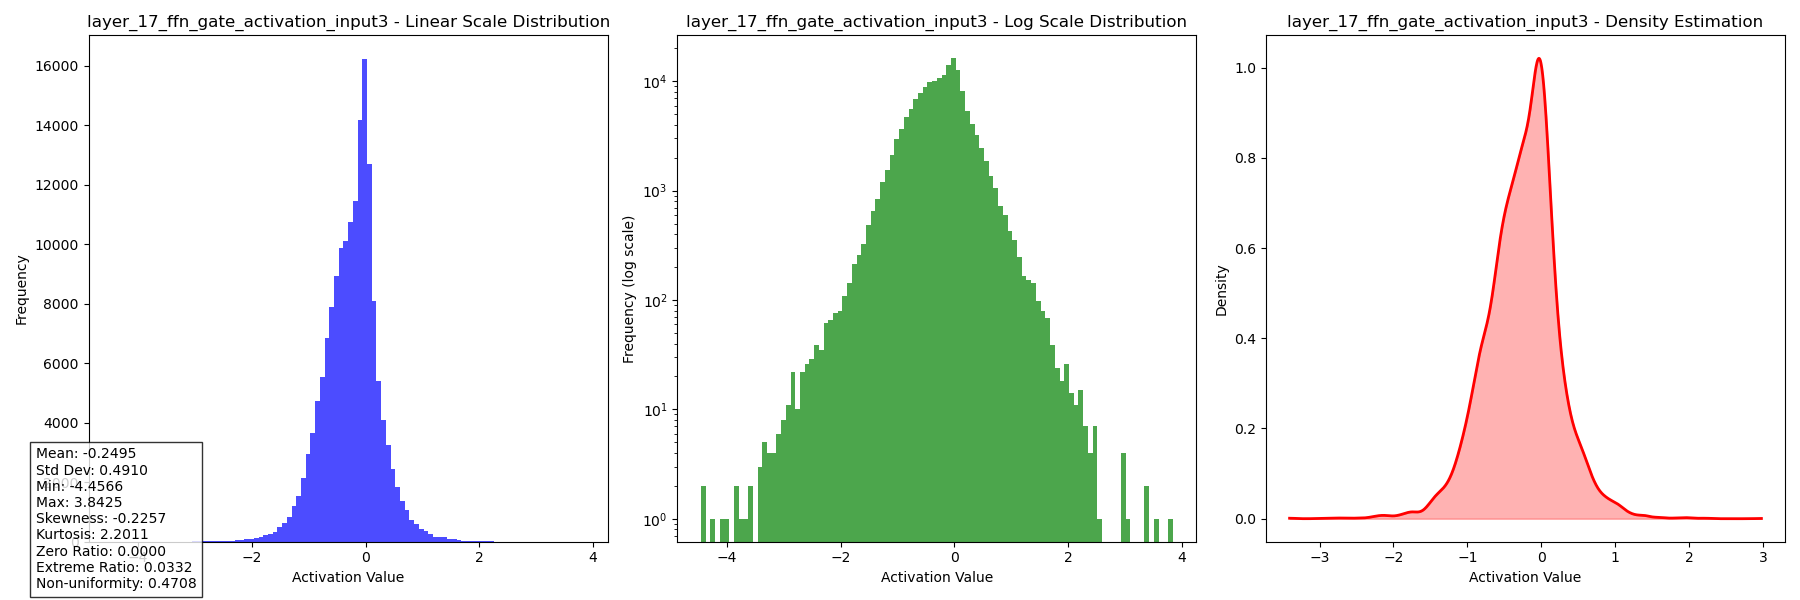 layer_17_ffn_gate_activation_input3 - Linear Scale Distribution
16000
14000
12000
10000
8000
6000
4000
Frequency
−2
0
2
4
Activation Value
Mean: -0.2495
Std Dev: 0.4910
Min: -4.4566
Max: 3.8425
Skewness: -0.2257
Kurtosis: 2.2011
Zero Ratio: 0.0000
Extreme Ratio: 0.0332
Non-uniformity: 0.4708
layer_17_ffn_gate_activation_input3 - Log Scale Distribution
10⁴
10³
10²
10¹
10⁰
Frequency (log scale)
−4
−2
0
2
4
Activation Value
layer_17_ffn_gate_activation_input3 - Density Estimation
1.0
0.8
0.6
0.4
0.2
0.0
Density
−3
−2
−1
0
1
2
3
Activation Value